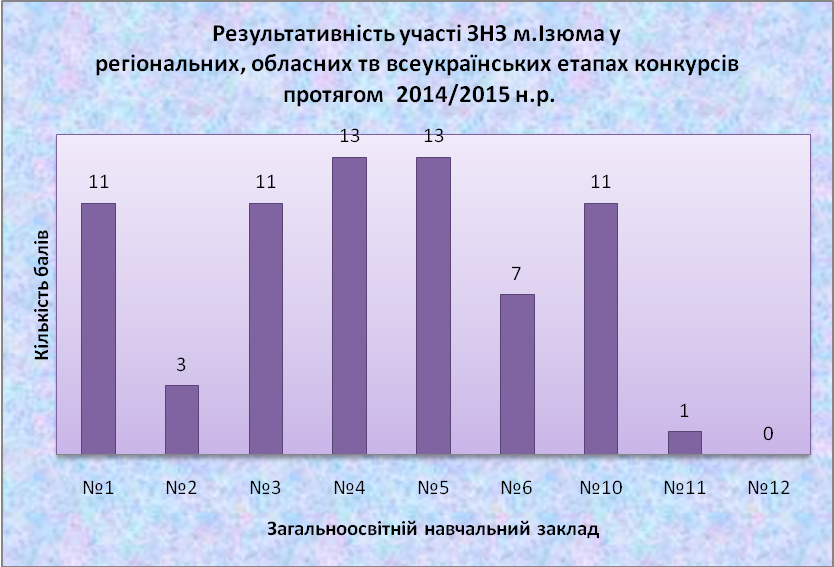 Результативність участі ЗНЗ м.Ізюма у
регіональних, обласних тв всеукраїнських етапах конкурсів
протягом 2014/2015 н.р.
Кількість балів
13 13
11 11 11
7
3
1
0
№1 №2 №3 №4 №5 №6 №10 №11 №12
Загальноосвітній навчальний заклад